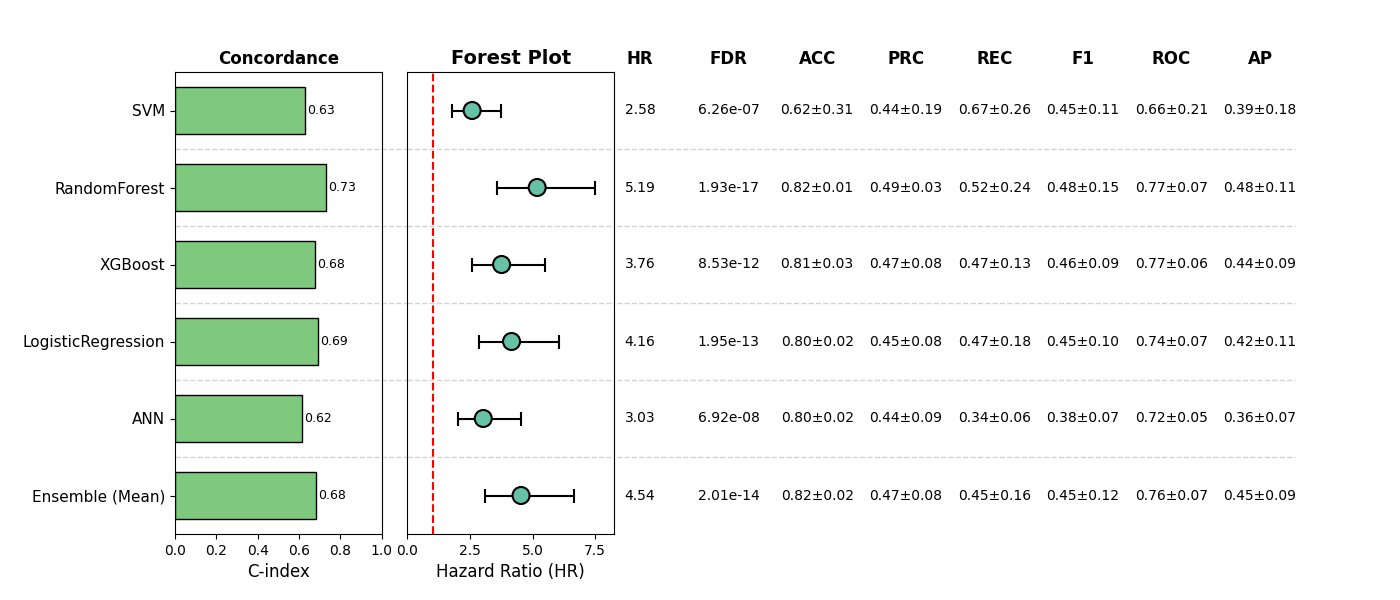 Concordance Forest Plot HR FDR ACC PRC REC F1 ROC AP
SVM 0.63 2.58 6.26e-07 0.62±0.31 0.44±0.19 0.67±0.26 0.45±0.11 0.66±0.21 0.39±0.18
RandomForest 0.73 5.19 1.93e-17 0.82±0.01 0.49±0.03 0.52±0.24 0.48±0.15 0.77±0.07 0.48±0.11
XGBoost 0.68 3.76 8.53e-12 0.81±0.03 0.47±0.08 0.47±0.13 0.46±0.09 0.77±0.06 0.44±0.09
LogisticRegression 0.69 4.16 1.95e-13 0.80±0.02 0.45±0.08 0.47±0.18 0.45±0.10 0.74±0.07 0.42±0.11
ANN 0.62 3.03 6.92e-08 0.80±0.02 0.44±0.09 0.34±0.06 0.38±0.07 0.72±0.05 0.36±0.07
Ensemble (Mean) 0.68 4.54 2.01e-14 0.82±0.02 0.47±0.08 0.45±0.16 0.45±0.12 0.76±0.07 0.45±0.09
0.0 0.2 0.4 0.6 0.8 1.0 0.0 2.5 5.0 7.5
C-index Hazard Ratio (HR)